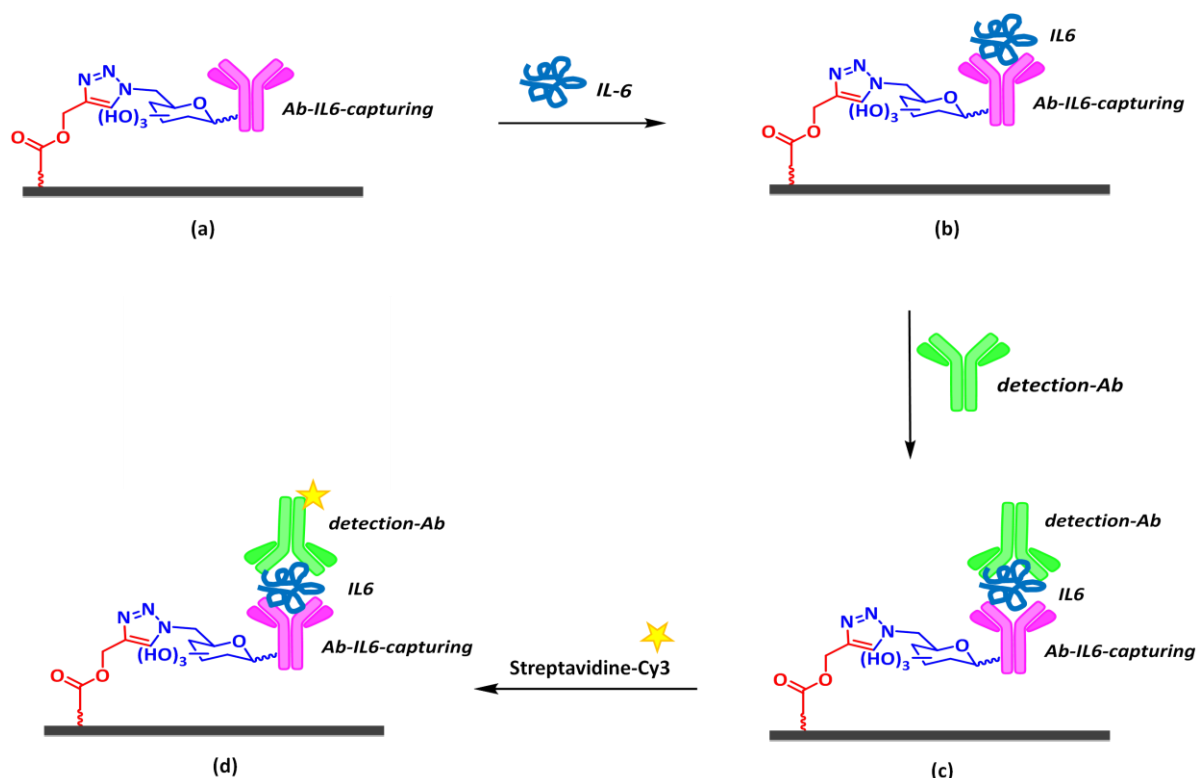 N
N
N
O
O
O
(HO)3
Ab-IL6-capturing
(a)
IL-6
IL6
N
N
N
O
O
O
(HO)3
Ab-IL6-capturing
(b)
detection-Ab
detection-Ab
IL6
N
N
N
O
O
O
(HO)3
Ab-IL6-capturing
(c)
Streptavidine-Cy3
detection-Ab
IL6
N
N
N
O
O
O
(HO)3
Ab-IL6-capturing
(d)